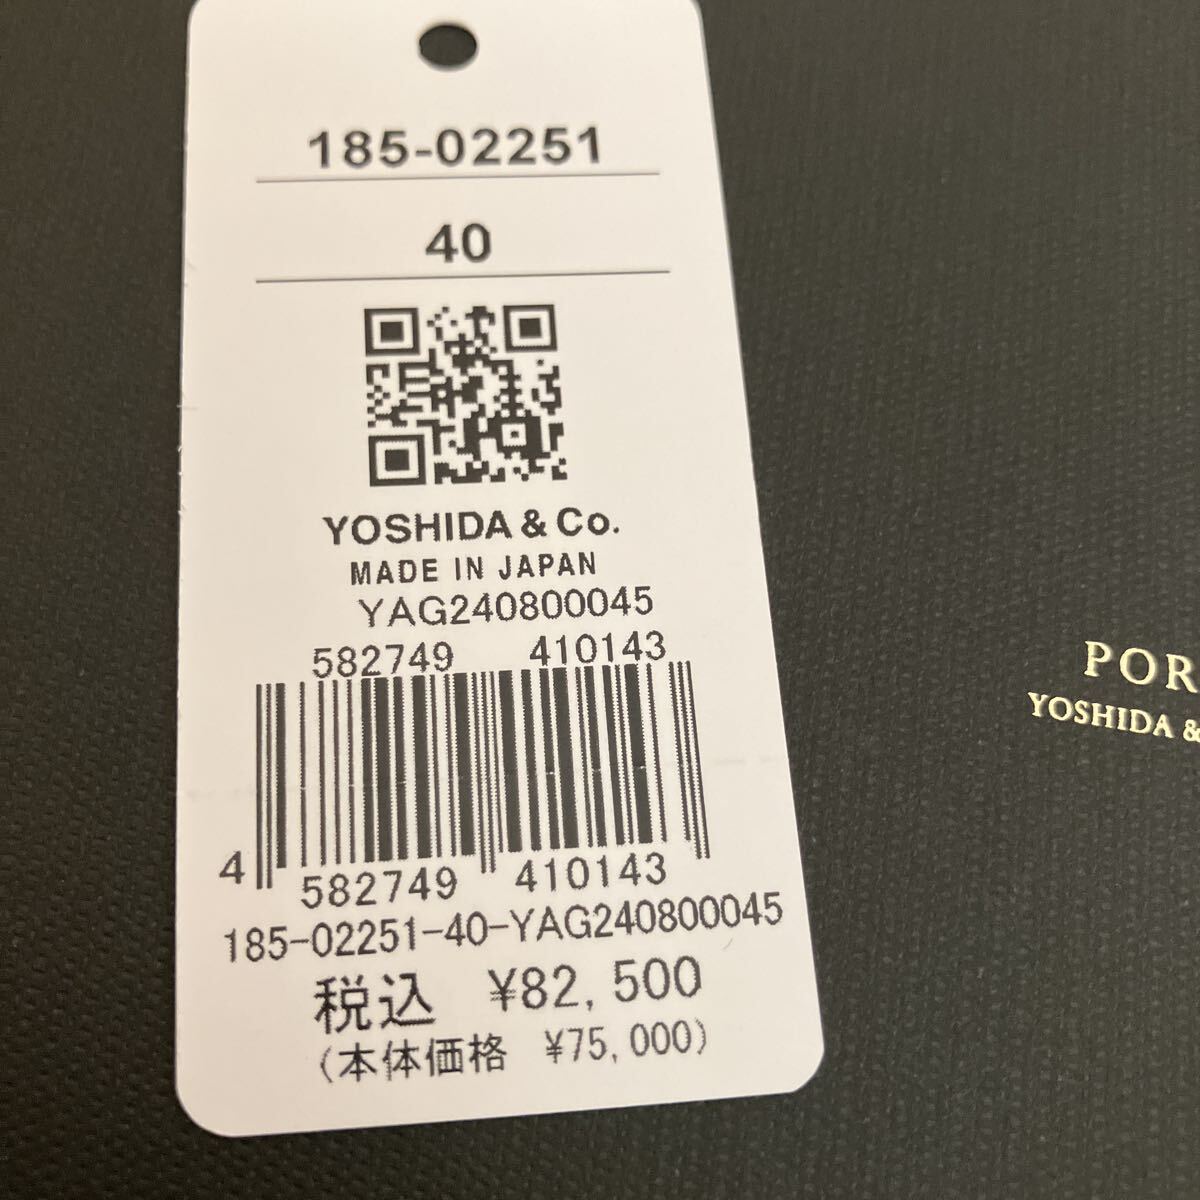 185-02251
40
YOSHIDA & Co.
MADE IN JAPAN
YAG240800045
582749 410143
4 582749 410143
185-02251-40-YAG240800045
税込 ¥82,500
(本体価格 ¥75,000)
POR
YOSHIDA &